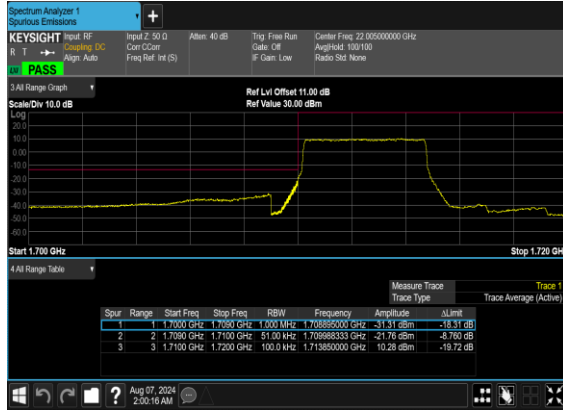 Spectrum Analyzer 1
Spurious Emissions
+
KEYSIGHT Input: RF Input Z: 50 Ω Atten: 40 dB Trig: Free Run Center Freq: 22.005000000 GHz
R T Coupling: DC Corr CCorr Gate: Off Avg|Hold: 100/100
Align: Auto Freq Ref: Int (S) IF Gain: Low Radio Std: None
PASS
3 All Range Graph
Ref Lvl Offset 11.00 dB
Scale/Div 10.0 dB Ref Value 30.00 dBm
Log
20.0
10.0
0.00
-10.0
-20.0
-30.0
-40.0
-50.0
-60.0
Start 1.700 GHz Stop 1.720 GH
4 All Range Table
Measure Trace Trace 1
Trace Type Trace Average (Active)
Spur Range Start Freq Stop Freq RBW Frequency Amplitude ΔLimit
1 1 1.7000 GHz 1.7090 GHz 1.000 MHz 1.708895000 GHz -31.31 dBm -18.31 dB
2 2 1.7090 GHz 1.7100 GHz 51.00 kHz 1.709988333 GHz -21.76 dBm -8.760 dB
3 3 1.7100 GHz 1.7200 GHz 100.0 kHz 1.713850000 GHz 10.28 dBm -19.72 dB
? Aug 07, 2024
2:00:16 AM